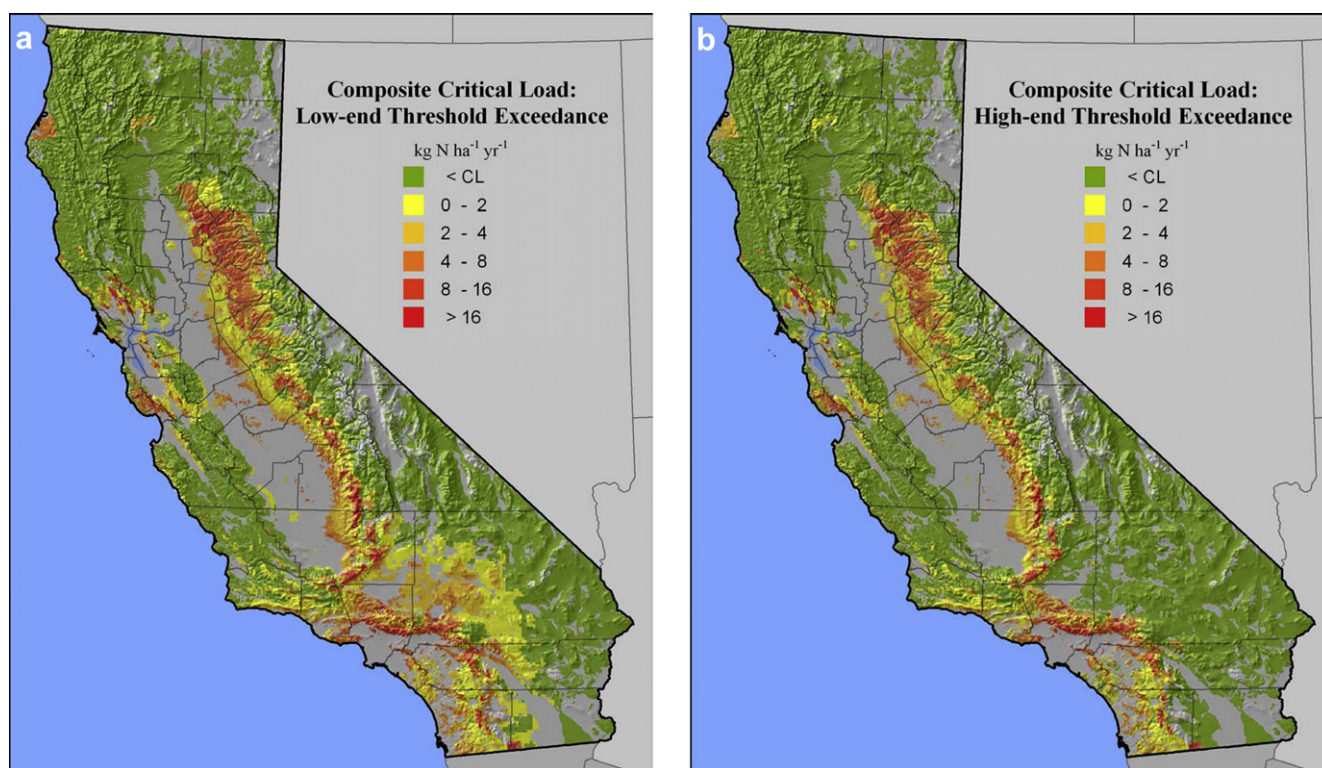 a
Composite Critical Load:
Low-end Threshold Exceedance
kg N ha⁻¹ yr⁻¹
< CL
0 - 2
2 - 4
4 - 8
8 - 16
> 16
b
Composite Critical Load:
High-end Threshold Exceedance
kg N ha⁻¹ yr⁻¹
< CL
0 - 2
2 - 4
4 - 8
8 - 16
> 16